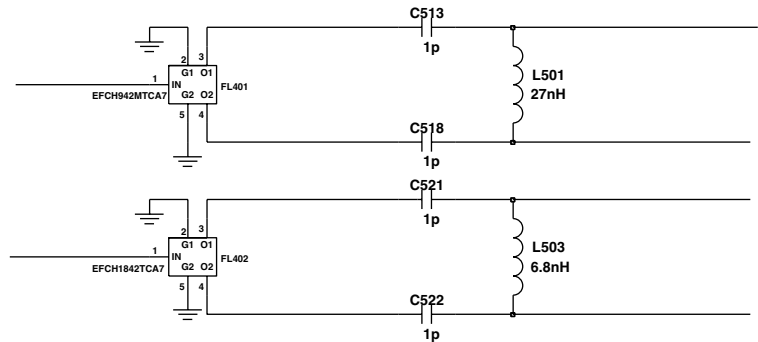 C513
1p
2
3
G1 O1
1
IN
FL401
EFCH942MTCA7
G2 O2
5
4
L501
27nH
C518
1p
C521
1p
2
3
G1 O1
1
IN
FL402
EFCH1842TCA7
G2 O2
5
4
L503
6.8nH
C522
1p